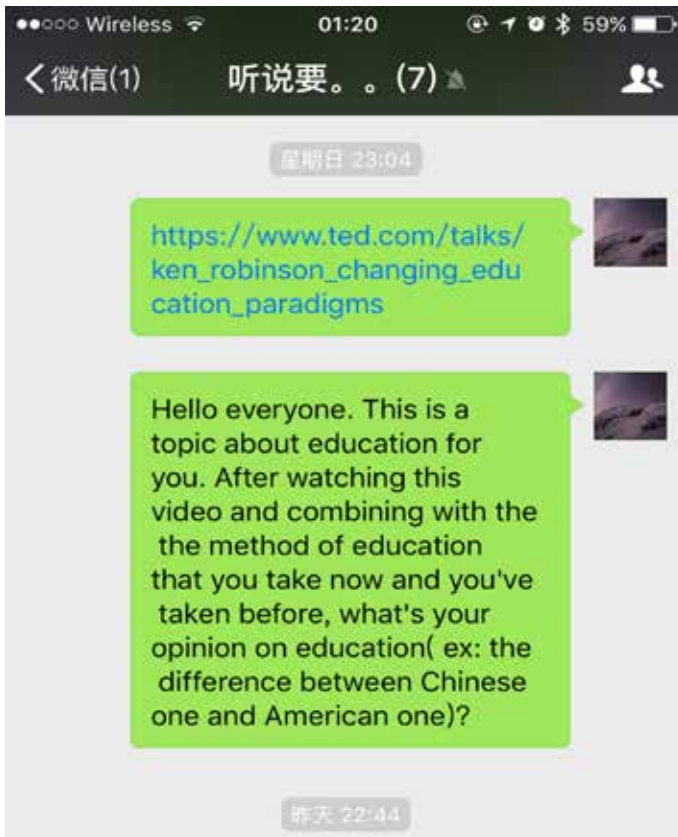 Wireless 01:20 59%
微信(1) 听说要。。(7)
星期日 23:04
https://www.ted.com/talks/
ken_robinson_changing_edu
cation_paradigms
Hello everyone. This is a
topic about education for
you. After watching this
video and combining with the
the method of education
that you take now and you've
taken before, what's your
opinion on education( ex: the
difference between Chinese
one and American one)?
昨天 22:44